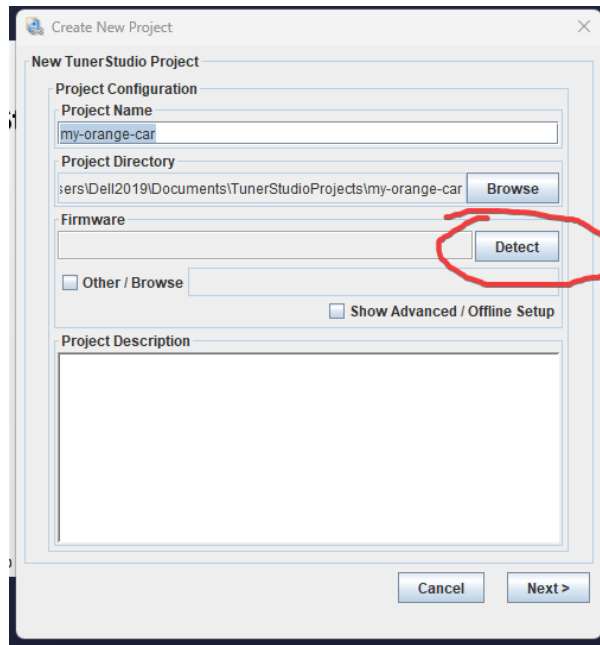 Create New Project
New TunerStudio Project
Project Configuration
Project Name
my-orange-car
Project Directory
sers\Dell2019\Documents\TunerStudioProjects\my-orange-car Browse
Firmware
Detect
Other / Browse
Show Advanced / Offline Setup
Project Description
Cancel Next >